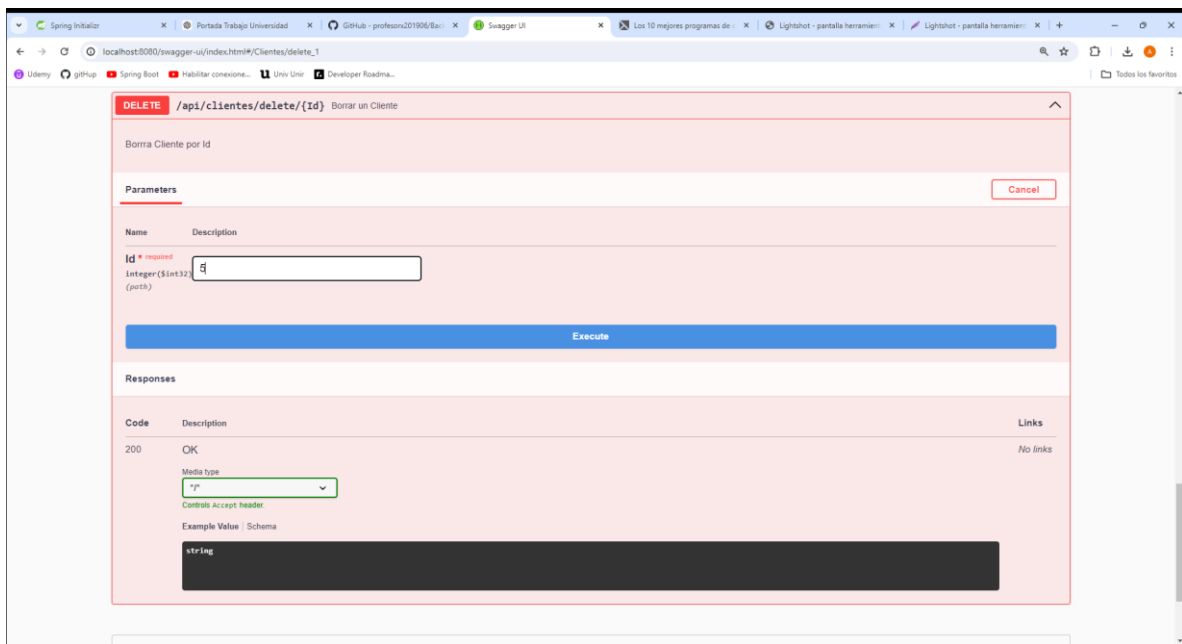 Spring Initializr
Portada Trabajo Universidad
GitHub - profesorx201906/Baci
Swagger UI
Los 10 mejores programas de c
Lightshot - pantalla herramient
Lightshot - pantalla herramient
localhost:8080/swagger-ui/index.html#/Clientes/delete_1
A
Udemy
gitHup
Spring Boot
Habilitar conexione...
Univ Unir
Developer Roadma...
Todos los favoritos
DELETE /api/clientes/delete/{Id} Borrar un Cliente
Borrra Cliente por Id
Parameters
Cancel
Name Description
Id * required
integer($int32)
(path)
5
Execute
Responses
Code Description Links
200 OK No links
Media type
*/*
Controls Accept header.
Example Value | Schema
string